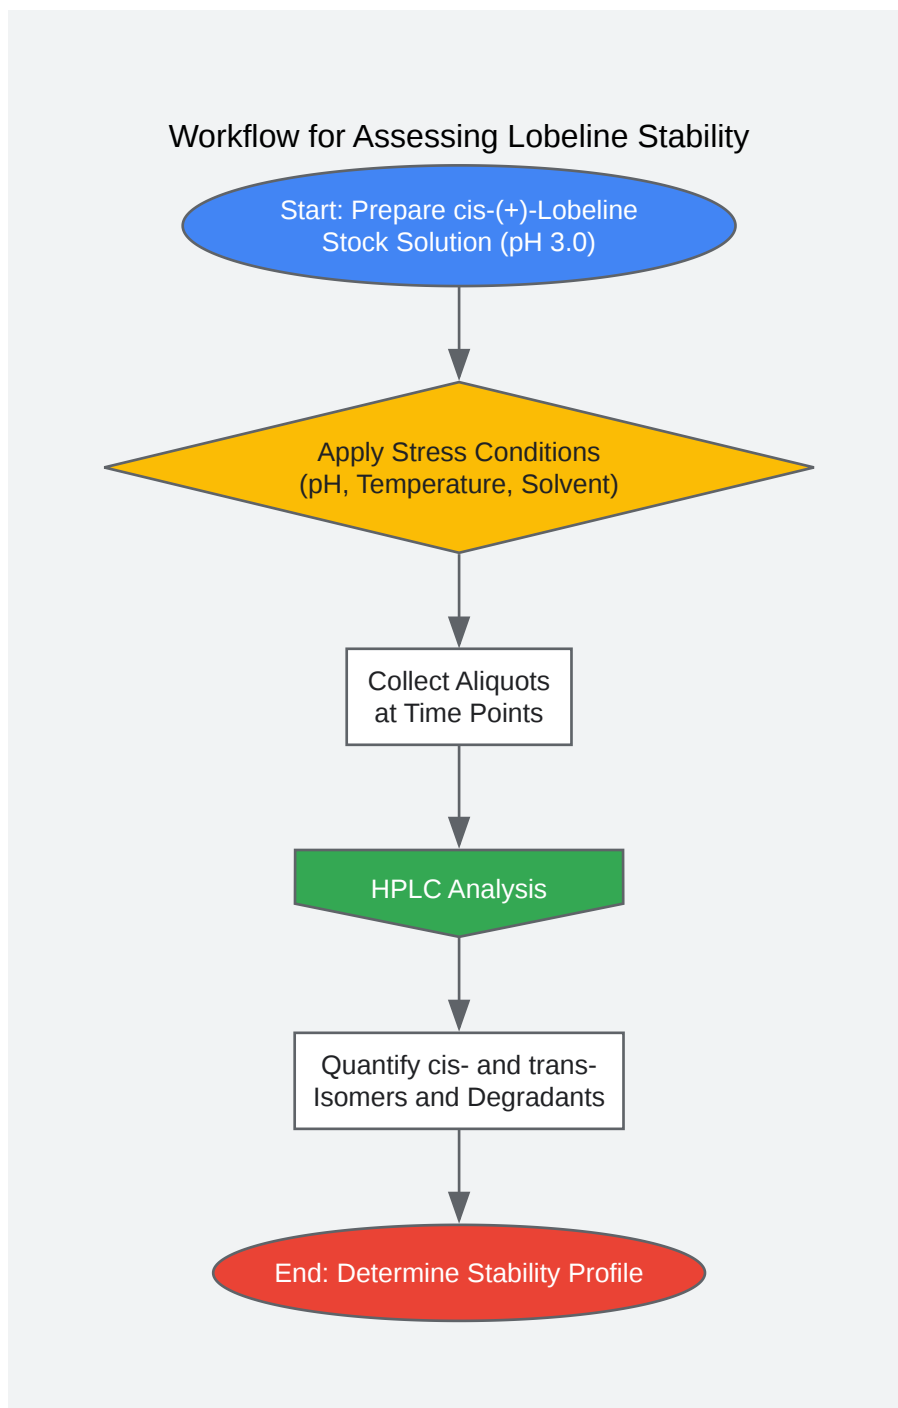 Workflow for Assessing Lobeline Stability
Start: Prepare cis-(+)-Lobeline
Stock Solution (pH 3.0)
Apply Stress Conditions
(pH, Temperature, Solvent)
Collect Aliquots
at Time Points
HPLC Analysis
Quantify cis- and trans-
Isomers and Degradants
End: Determine Stability Profile